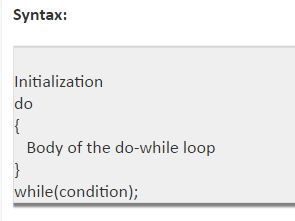 Syntax:
Initialization
do
{
Body of the do-while loop
}
while(condition);